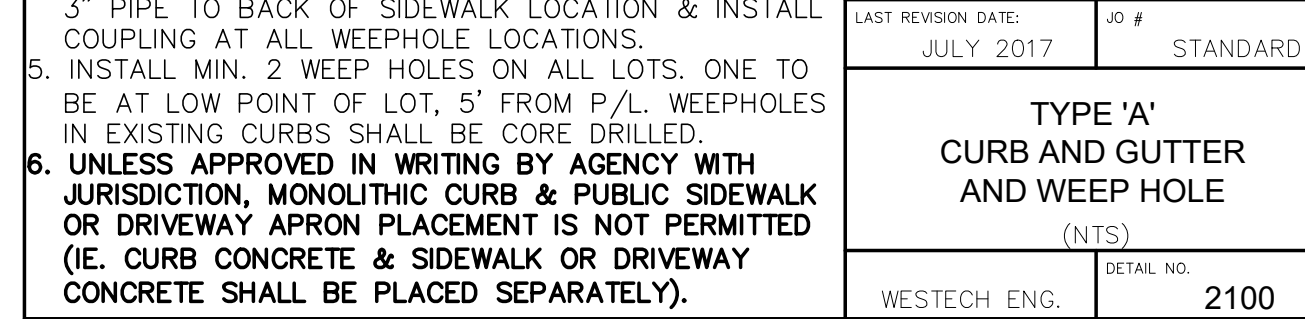 3" PIPE TO BACK OF SIDEWALK LOCATION & INSTALL
COUPLING AT ALL WEEPHOLE LOCATIONS.
5. INSTALL MIN. 2 WEEP HOLES ON ALL LOTS. ONE TO
BE AT LOW POINT OF LOT, 5' FROM P/L. WEEPHOLES
IN EXISTING CURBS SHALL BE CORE DRILLED.
6. UNLESS APPROVED IN WRITING BY AGENCY WITH
JURISDICTION, MONOLITHIC CURB & PUBLIC SIDEWALK
OR DRIVEWAY APRON PLACEMENT IS NOT PERMITTED
(IE. CURB CONCRETE & SIDEWALK OR DRIVEWAY
CONCRETE SHALL BE PLACED SEPARATELY).
LAST REVISION DATE:
JULY 2017
JO #
STANDARD
TYPE 'A'
CURB AND GUTTER
AND WEEP HOLE
(NTS)
WESTECH ENG.
DETAIL NO.
2100